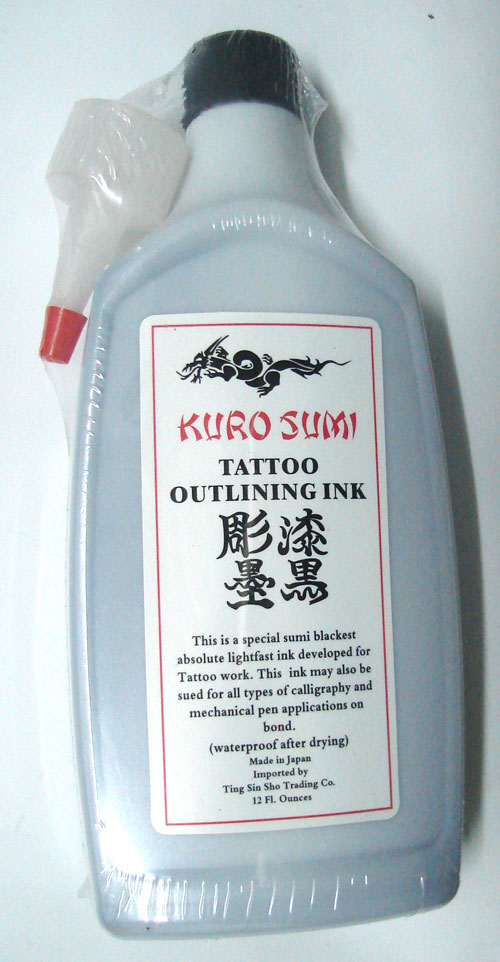 KURO SUMI
TATTOO
OUTLINING INK
漆黒
彫墨
This is a special sumi blackest
absolute lightfast ink developed for
Tattoo work. This ink may also be
sued for all types of calligraphy and
mechanical pen applications on
bond.
(waterproof after drying)
Made in Japan
Imported by
Ting Sin Sho Trading Co.
12 Fl. Ounces